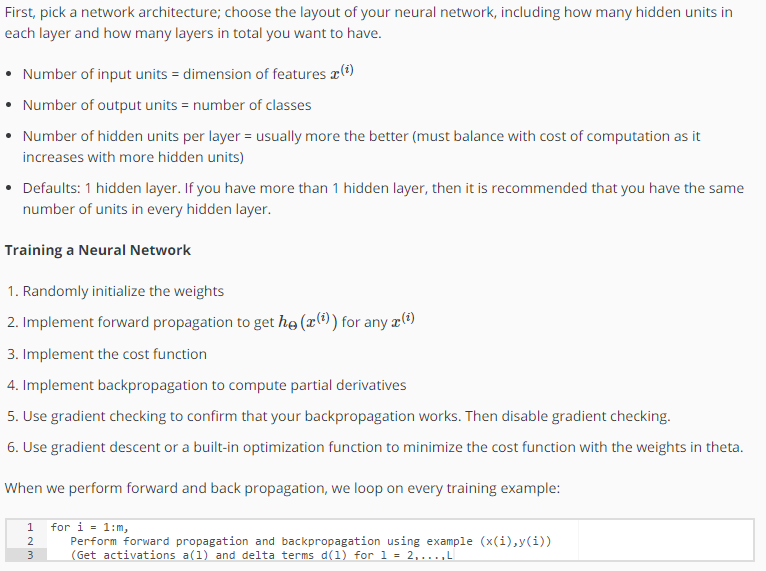 First, pick a network architecture; choose the layout of your neural network, including how many hidden units in
each layer and how many layers in total you want to have.
• Number of input units = dimension of features x^(i)
• Number of output units = number of classes
• Number of hidden units per layer = usually more the better (must balance with cost of computation as it
increases with more hidden units)
• Defaults: 1 hidden layer. If you have more than 1 hidden layer, then it is recommended that you have the same
number of units in every hidden layer.
Training a Neural Network
1. Randomly initialize the weights
2. Implement forward propagation to get hΘ(x^(i)) for any x^(i)
3. Implement the cost function
4. Implement backpropagation to compute partial derivatives
5. Use gradient checking to confirm that your backpropagation works. Then disable gradient checking.
6. Use gradient descent or a built-in optimization function to minimize the cost function with the weights in theta.
When we perform forward and back propagation, we loop on every training example:
1 for i = 1:m,
2 Perform forward propagation and backpropagation using example (x(i),y(i))
3 (Get activations a(l) and delta terms d(l) for l = 2,...,L